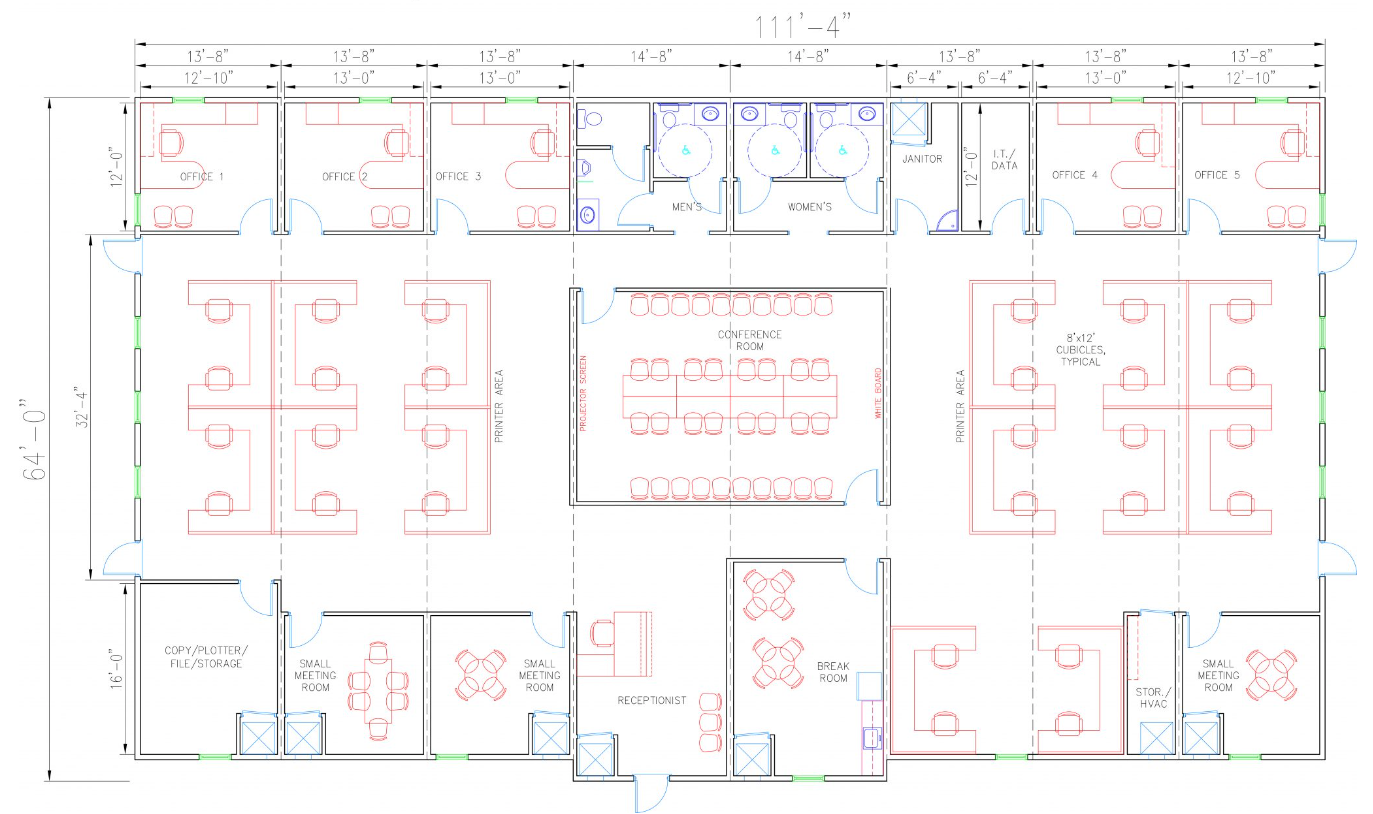 111'-4"
13'-8"
13'-8"
13'-8"
14'-8"
14'-8"
13'-8"
13'-8"
13'-8"
12'-10"
13'-0"
13'-0"
6'-4"
6'-4"
13'-0"
12'-10"
12'-0"
OFFICE 1
OFFICE 2
OFFICE 3
MEN'S
WOMEN'S
JANITOR
12'-0"
I.T./
DATA
OFFICE 4
OFFICE 5
64'-0"
32'-4"
PRINTER AREA
PROJECTOR SCREEN
CONFERENCE
ROOM
WHITE BOARD
PRINTER AREA
8'x12'
CUBICLES,
TYPICAL
16'-0"
COPY/PLOTTER/
FILE/STORAGE
SMALL
MEETING
ROOM
SMALL
MEETING
ROOM
RECEPTIONIST
BREAK
ROOM
STOR./
HVAC
SMALL
MEETING
ROOM